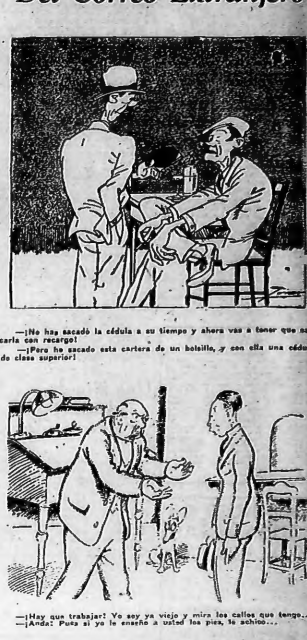 Del Correo Extranjero
—¡No has sacado la cédula a su tiempo y ahora vas a tener que sa
carla con recargo!
—¡Pero he sacado esta cartera de un bolsillo, y con ella una cédu
de clase superior!
—¡Hay que trabajar! Yo soy ya viejo y mira los calles que tengo...
—¡Anda! Pues si yo le enseño a usted los pies, le achico...